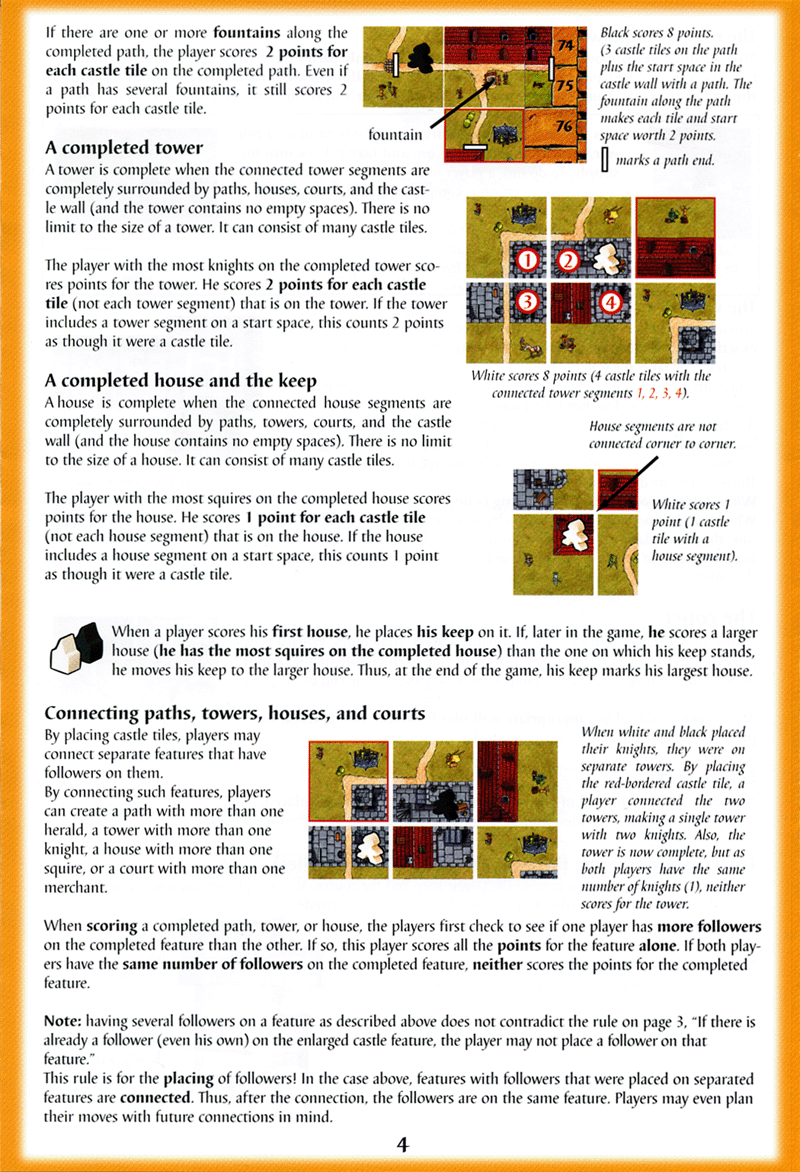 If there are one or more fountains along the
completed path, the player scores 2 points for
each castle tile on the completed path. Even if
a path has several fountains, it still scores 2
points for each castle tile.
fountain
74
75
76
Black scores 8 points.
(3 castle tiles on the path
plus the start space in the
castle wall with a path. The
fountain along the path
makes each tile and start
space worth 2 points.
marks a path end.
A completed tower
A tower is complete when the connected tower segments are
completely surrounded by paths, houses, courts, and the cast-
le wall (and the tower contains no empty spaces). There is no
limit to the size of a tower. It can consist of many castle tiles.
The player with the most knights on the completed tower sco-
res points for the tower. He scores 2 points for each castle
tile (not each tower segment) that is on the tower. If the tower
includes a tower segment on a start space, this counts 2 points
as though it were a castle tile.
1
2
3
4
White scores 8 points (4 castle tiles with the
connected tower segments 1, 2, 3, 4).
A completed house and the keep
A house is complete when the connected house segments are
completely surrounded by paths, towers, courts, and the castle
wall (and the house contains no empty spaces). There is no limit
to the size of a house. It can consist of many castle tiles.
The player with the most squires on the completed house scores
points for the house. He scores 1 point for each castle tile
(not each house segment) that is on the house. If the house
includes a house segment on a start space, this counts 1 point
as though it were a castle tile.
House segments are not
connected corner to corner.
White scores 1
point (1 castle
tile with a
house segment).
When a player scores his first house, he places his keep on it. If, later in the game, he scores a larger
house (he has the most squires on the completed house) than the one on which his keep stands,
he moves his keep to the larger house. Thus, at the end of the game, his keep marks his largest house.
Connecting paths, towers, houses, and courts
By placing castle tiles, players may
connect separate features that have
followers on them.
By connecting such features, players
can create a path with more than one
herald, a tower with more than one
knight, a house with more than one
squire, or a court with more than one
merchant.
When white and black placed
their knights, they were on
separate towers. By placing
the red-bordered castle tile, a
player connected the two
towers, making a single tower
with two knights. Also, the
tower is now complete, but as
both players have the same
number of knights (1), neither
scores for the tower.
When scoring a completed path, tower, or house, the players first check to see if one player has more followers
on the completed feature than the other. If so, this player scores all the points for the feature alone. If both play-
ers have the same number of followers on the completed feature, neither scores the points for the completed
feature.
Note: having several followers on a feature as described above does not contradict the rule on page 3, "If there is
already a follower (even his own) on the enlarged castle feature, the player may not place a follower on that
feature."
This rule is for the placing of followers! In the case above, features with followers that were placed on separated
features are connected. Thus, after the connection, the followers are on the same feature. Players may even plan
their moves with future connections in mind.
4